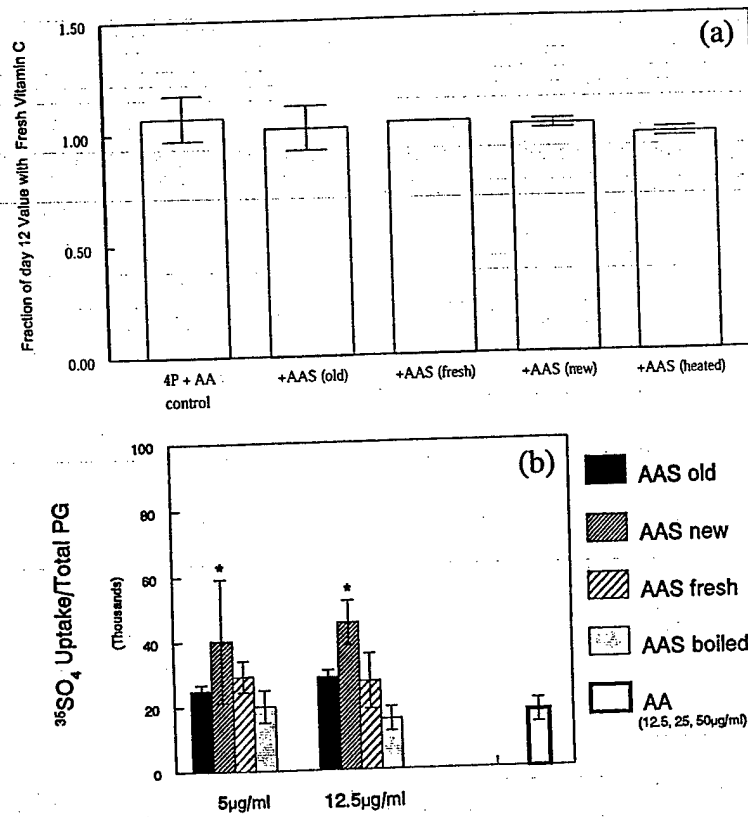 (a)
Fraction of day 12 Value with Fresh Vitamin C
1.50
1.00
0.50
0.00
4P + AA
control
+AAS (old)
+AAS (fresh)
+AAS (new)
+AAS (heated)
(b)
³⁵SO₄ Uptake/Total PG
(Thousands)
100
80
60
40
20
0
*
*
5µg/ml
12.5µg/ml
AAS old
AAS new
AAS fresh
AAS boiled
AA
(12.5, 25, 50µg/ml)